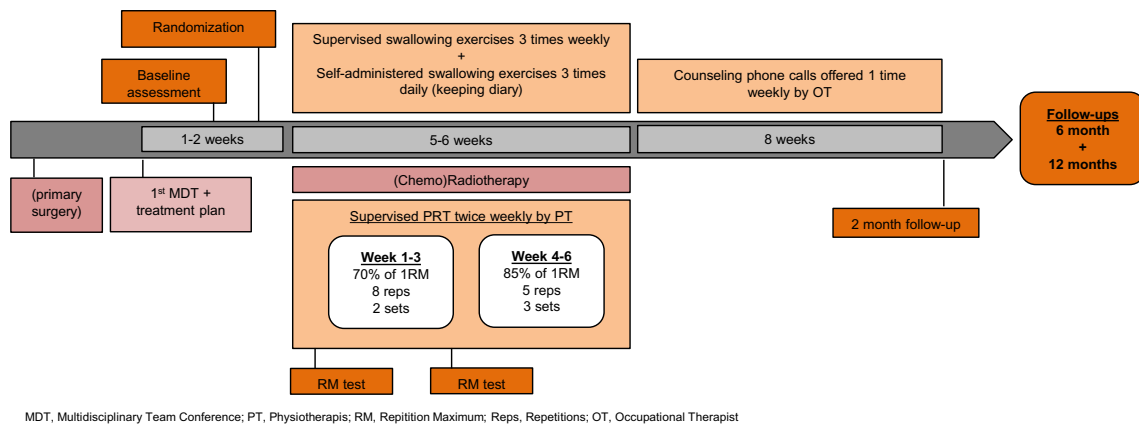 Randomization
Baseline
assessment
Supervised swallowing exercises 3 times weekly
+
Self-administered swallowing exercises 3 times
daily (keeping diary)
Counseling phone calls offered 1 time
weekly by OT
1-2 weeks
5-6 weeks
8 weeks
Follow-ups
6 month
+
12 months
(primary
surgery)
1st MDT +
treatment plan
(Chemo)Radiotherapy
Supervised PRT twice weekly by PT
Week 1-3
70% of 1RM
8 reps
2 sets
Week 4-6
85% of 1RM
5 reps
3 sets
2 month follow-up
RM test
RM test
MDT, Multidisciplinary Team Conference; PT, Physiotherapis; RM, Repitition Maximum; Reps, Repetitions; OT, Occupational Therapist